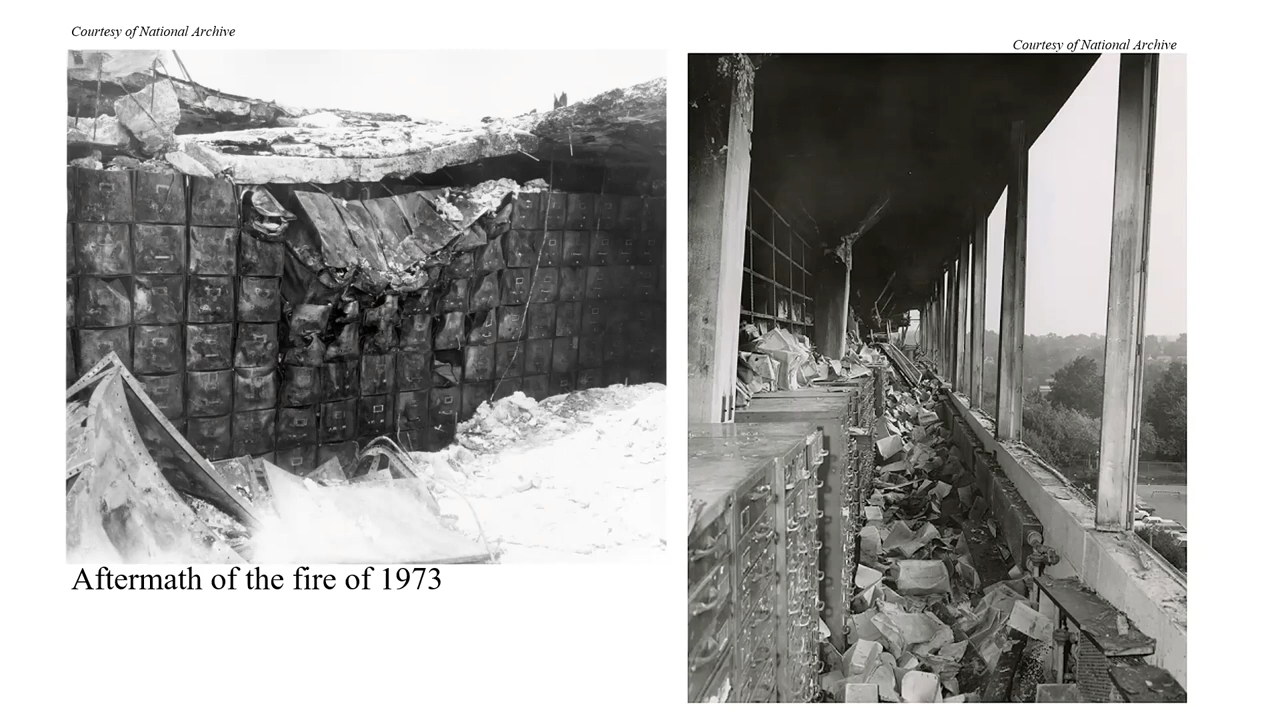 Courtesy of National Archive
Courtesy of National Archive
Aftermath of the fire of 1973